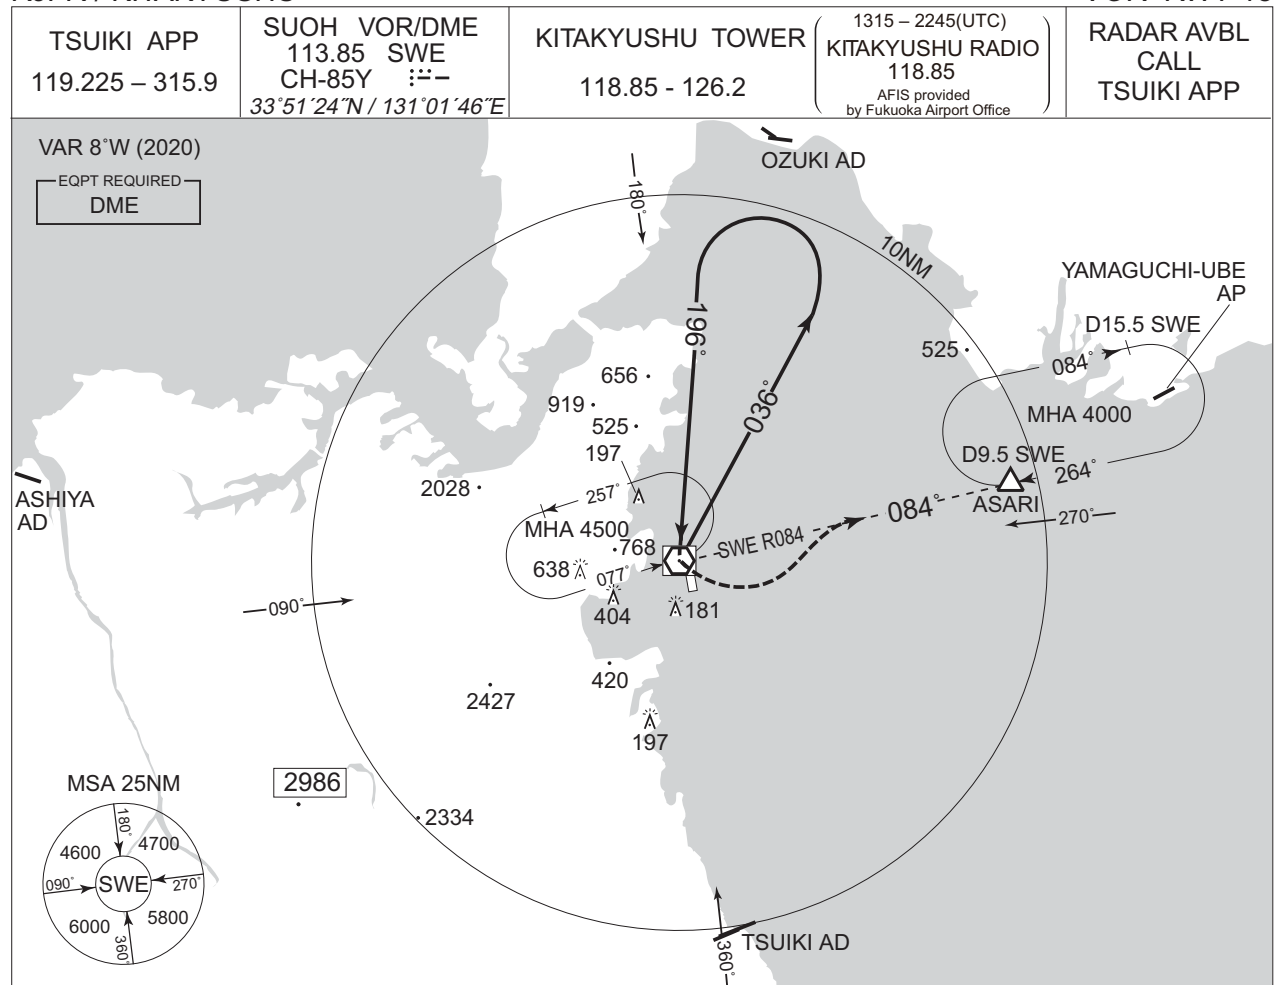 TSUIKI APP
119.225 – 315.9
SUOH VOR/DME
113.85 SWE
CH-85Y
33°51´24˝N / 131°01´46˝E
KITAKYUSHU TOWER
118.85 - 126.2
1315 – 2245(UTC)
KITAKYUSHU RADIO
118.85
AFIS provided
by Fukuoka Airport Office
RADAR AVBL
CALL
TSUIKI APP
VAR 8°W (2020)
EQPT REQUIRED
DME
OZUKI AD
180°
10NM
YAMAGUCHI-UBE
AP
D15.5 SWE
196°
036°
525
084°
656
919
525
197
MHA 4000
D9.5 SWE
264°
ASARI
270°
2028
257°
ASHIYA
AD
MHA 4500
084°
SWE R084
768
638
077°
404
181
090°
420
2427
197
MSA 25NM
2986
2334
180°
4600
4700
090°
SWE
270°
6000
5800
360°
TSUIKI AD
360°